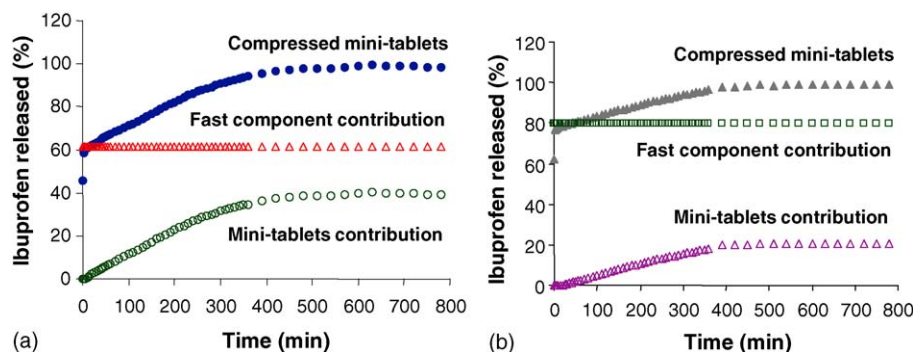 Ibuprofen released (%)
120
100
80
60
40
20
0
Compressed mini-tablets
Fast component contribution
Mini-tablets contribution
0 100 200 300 400 500 600 700 800
Time (min)
(a)
Ibuprofen released (%)
120
100
80
60
40
20
0
Compressed mini-tablets
Fast component contribution
Mini-tablets contribution
0 100 200 300 400 500 600 700 800
Time (min)
(b)